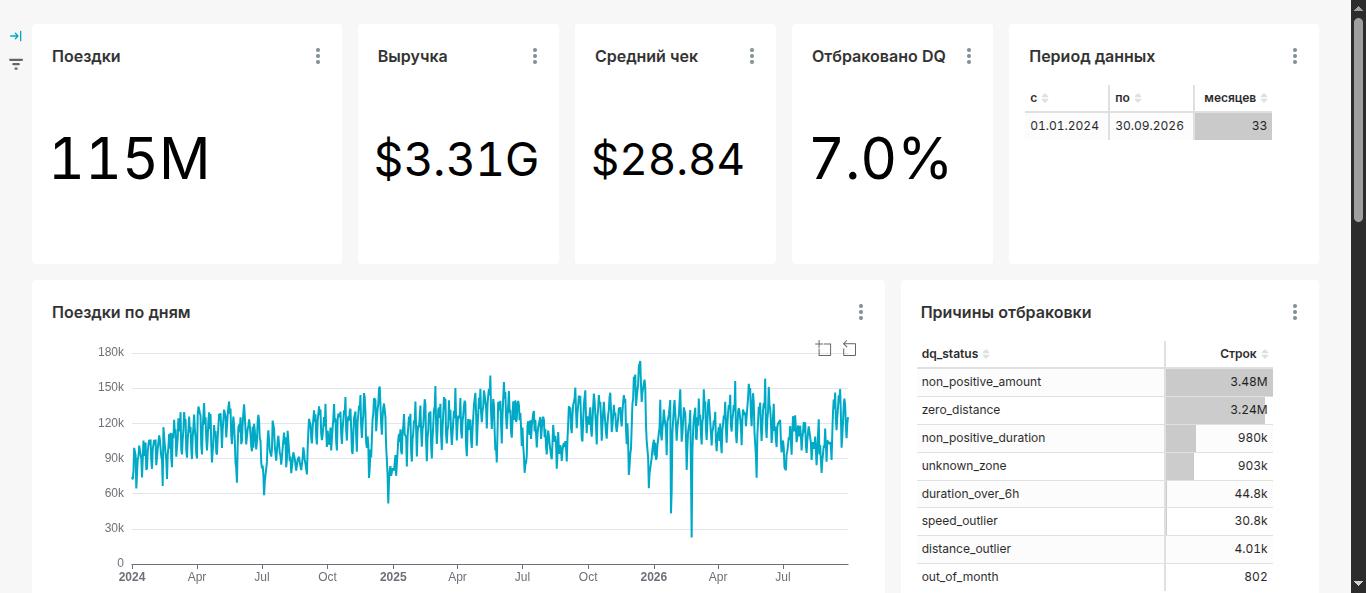 Поездки
Выручка
Средний чек
Отбраковано DQ
Период данных
115M
$3.31G
$28.84
7.0%
с по месяцев
01.01.2024 30.09.2026 33
Поездки по дням
180k
150k
120k
90k
60k
30k
0
2024 Apr Jul Oct 2025 Apr Jul Oct 2026 Apr Jul
Причины отбраковки
dq_status Строк
non_positive_amount 3.48M
zero_distance 3.24M
non_positive_duration 980k
unknown_zone 903k
duration_over_6h 44.8k
speed_outlier 30.8k
distance_outlier 4.01k
out_of_month 802